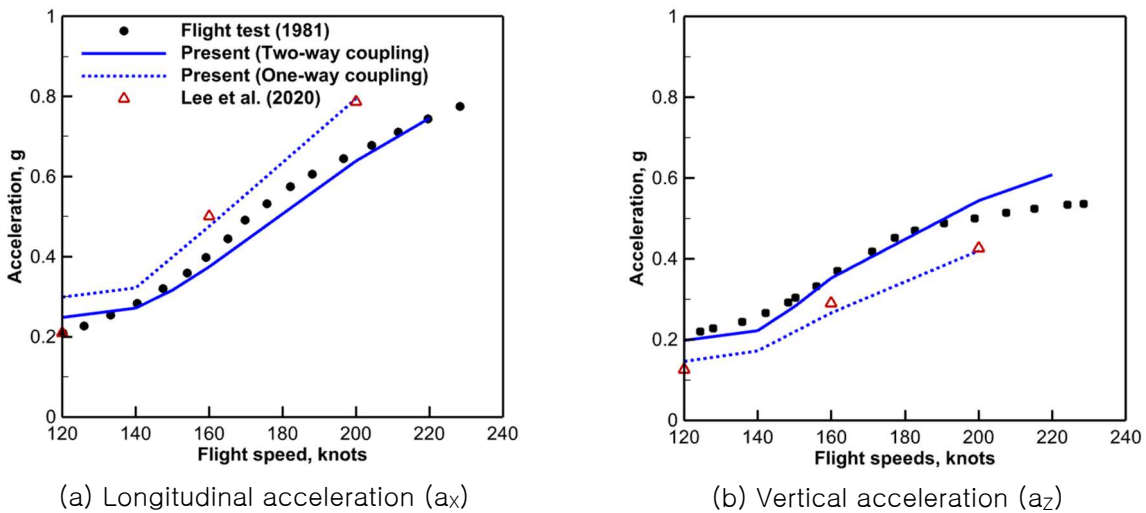 1
0.8
0.6
0.4
0.2
0
Acceleration, g
Flight test (1981)
Present (Two-way coupling)
Present (One-way coupling)
Lee et al. (2020)
120 140 160 180 200 220 240
Flight speed, knots
(a) Longitudinal acceleration (aX)
1
0.8
0.6
0.4
0.2
0
Acceleration, g
120 140 160 180 200 220 240
Flight speeds, knots
(b) Vertical acceleration (aZ)